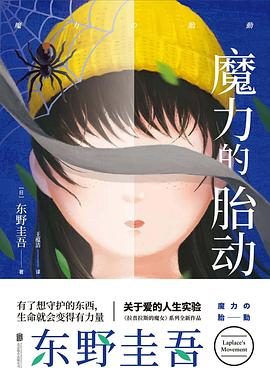 魔力の胎動
魔力的胎动
[日]
东野圭吾
著
王蕴洁
译
有了想守护的东西，
生命就会变得有力量
关于爱的人生实验
《拉普拉斯的魔女》系列全新作品
东野圭吾
魔力の
胎——動
Laplace's
Movement